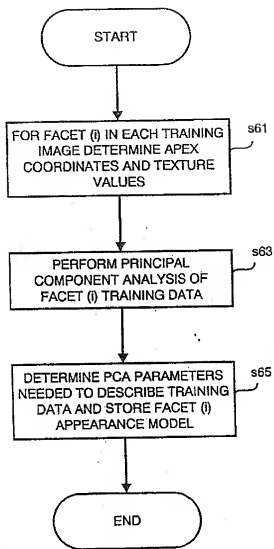 START
FOR FACET (i) IN EACH TRAINING
IMAGE DETERMINE APEX
COORDINATES AND TEXTURE
VALUES
s61
PERFORM PRINCIPAL
COMPONENT ANALYSIS OF
FACET (i) TRAINING DATA
s63
DETERMINE PCA PARAMETERS
NEEDED TO DESCRIBE TRAINING
DATA AND STORE FACET (i)
APPEARANCE MODEL
s65
END